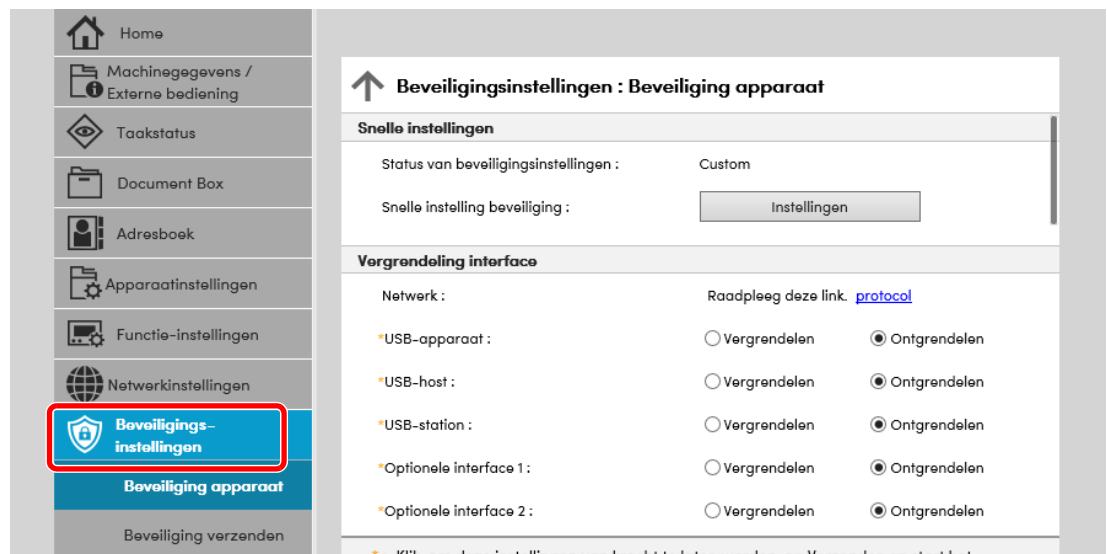 Home
Machinegegevens /
Externe bediening
Taakstatus
Document Box
Adresboek
Apparaatinstellingen
Functie-instellingen
Netwerkinstellingen
Beveiligings-
instellingen
Beveiliging apparaat
Beveiliging verzenden
Beveiligingsinstellingen : Beveiliging apparaat
Snelle instellingen
Status van beveiligingsinstellingen : Custom
Snelle instelling beveiliging : Instellingen
Vergrendeling interface
Netwerk : Raadpleeg deze link. protocol
*USB-apparaat : Vergrendelen Ontgrendelen
*USB-host : Vergrendelen Ontgrendelen
*USB-station : Vergrendelen Ontgrendelen
*Optionele interface 1 : Vergrendelen Ontgrendelen
*Optionele interface 2 : Vergrendelen Ontgrendelen